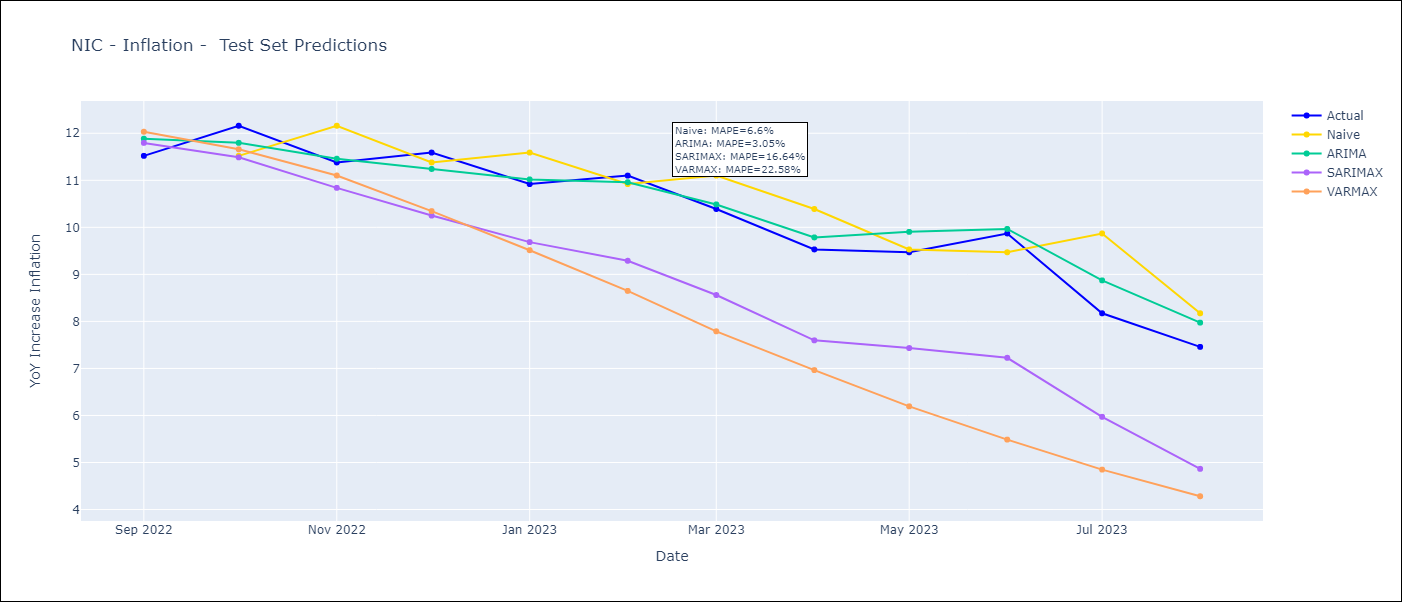 NIC - Inflation -  Test Set Predictions
Actual
Naive
ARIMA
SARIMAX
VARMAX
Naive: MAPE=6.6%
ARIMA: MAPE=3.05%
SARIMAX: MAPE=16.64%
VARMAX: MAPE=22.58%
YoY Increase Inflation
12
11
10
9
8
7
6
5
4
Sep 2022
Nov 2022
Jan 2023
Mar 2023
May 2023
Jul 2023
Date